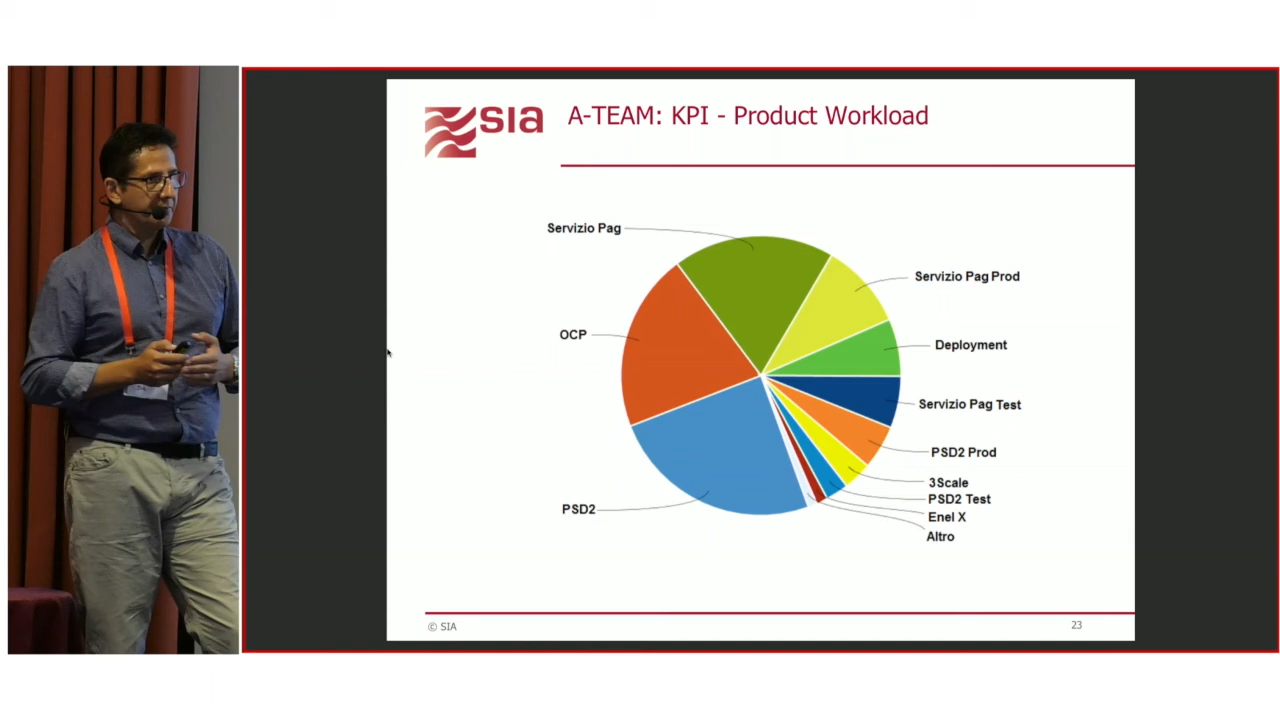 SIA
A-TEAM: KPI - Product Workload
Servizio Pag
Servizio Pag Prod
OCP
Deployment
Servizio Pag Test
PSD2 Prod
3Scale
PSD2 Test
PSD2
Enel X
Altro
© SIA
23